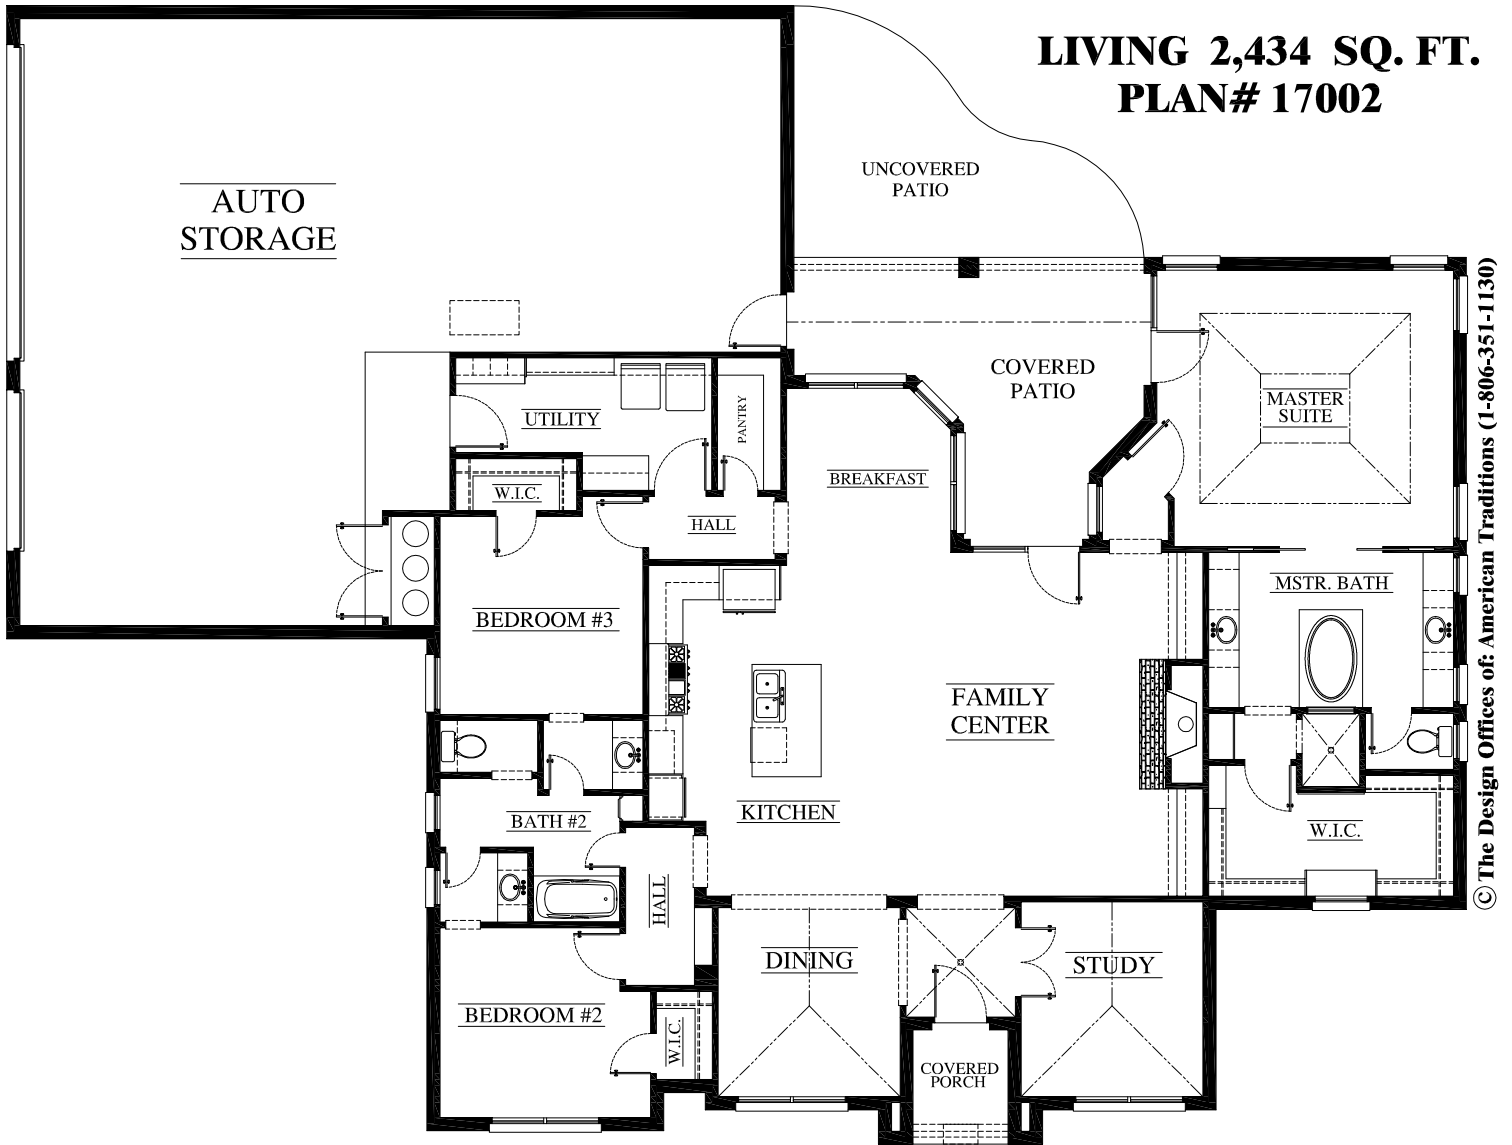 LIVING 2,434 SQ. FT.
PLAN# 17002
UNCOVERED
PATIO
AUTO
STORAGE
COVERED
PATIO
MASTER
SUITE
UTILITY
PANTRY
BREAKFAST
W.I.C.
HALL
MSTR. BATH
BEDROOM #3
FAMILY
CENTER
KITCHEN
BATH #2
W.I.C.
HALL
DINING
STUDY
BEDROOM #2
W.I.C.
COVERED
PORCH
© The Design Offices of: American Traditions (1-806-351-1130)